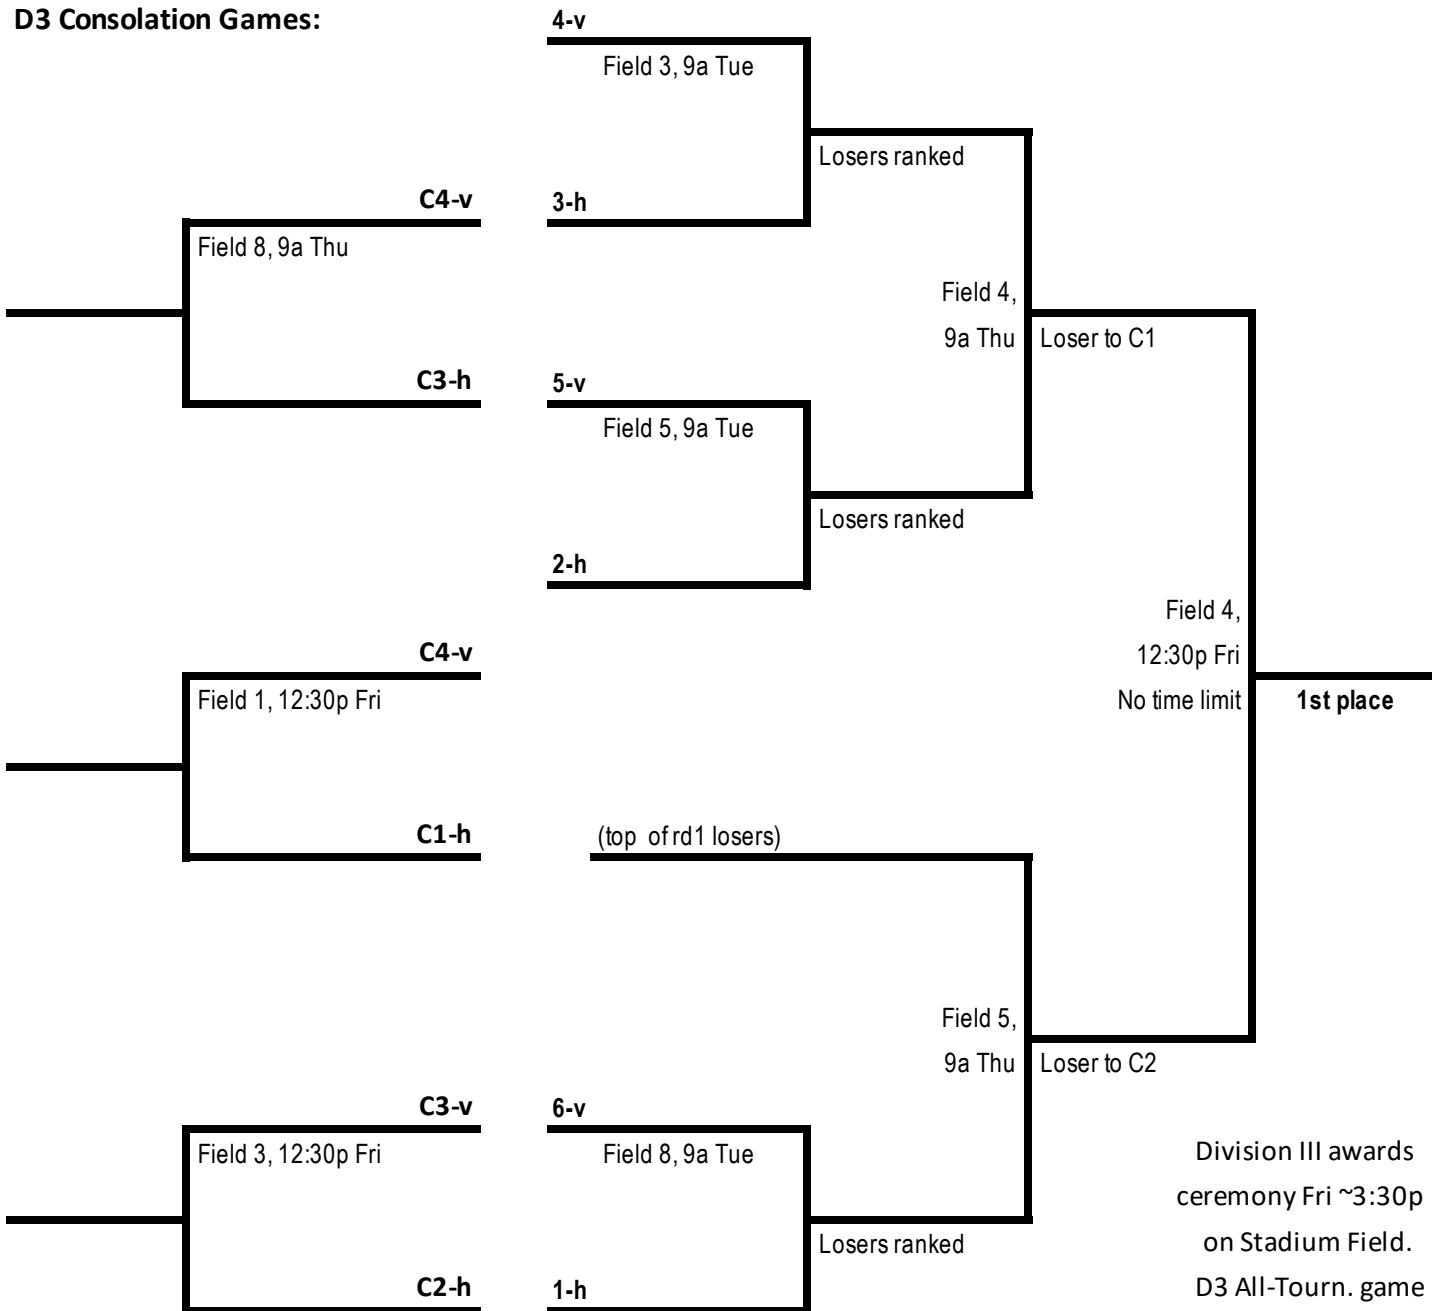 D3 Consolation Games:
4-v
Field 3, 9a Tue
Losers ranked
C4-v
3-h
Field 8, 9a Thu
Field 4,
9a Thu
Loser to C1
C3-h
5-v
Field 5, 9a Tue
Losers ranked
2-h
Field 4,
12:30p Fri
No time limit
1st place
C4-v
Field 1, 12:30p Fri
C1-h
(top of rd1 losers)
Field 5,
9a Thu
Loser to C2
C3-v
6-v
Field 3, 12:30p Fri
Field 8, 9a Tue
Losers ranked
C2-h
1-h
Division III awards
ceremony Fri ~3:30p
on Stadium Field.
D3 All-Tourn. game